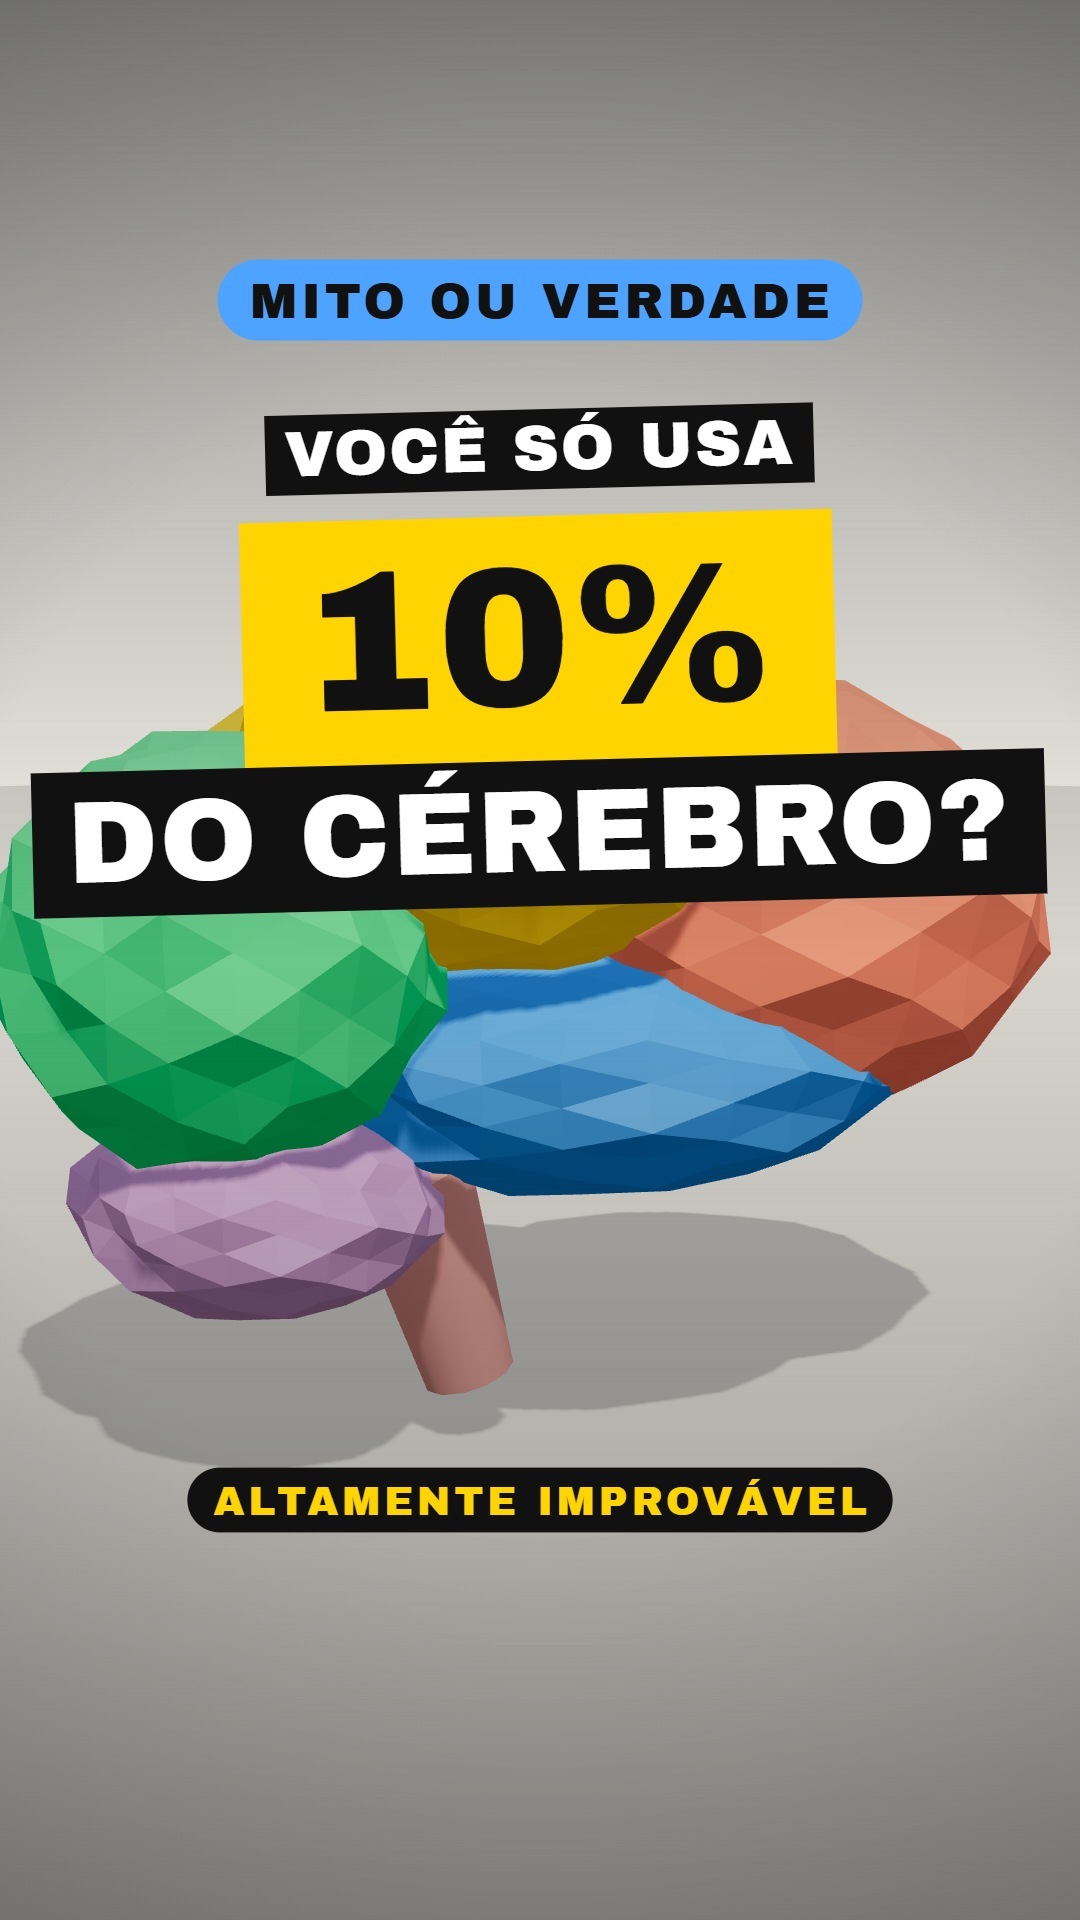 MITO OU VERDADE
VOCÊ SÓ USA
10%
DO CÉREBRO?
ALTAMENTE IMPROVÁVEL